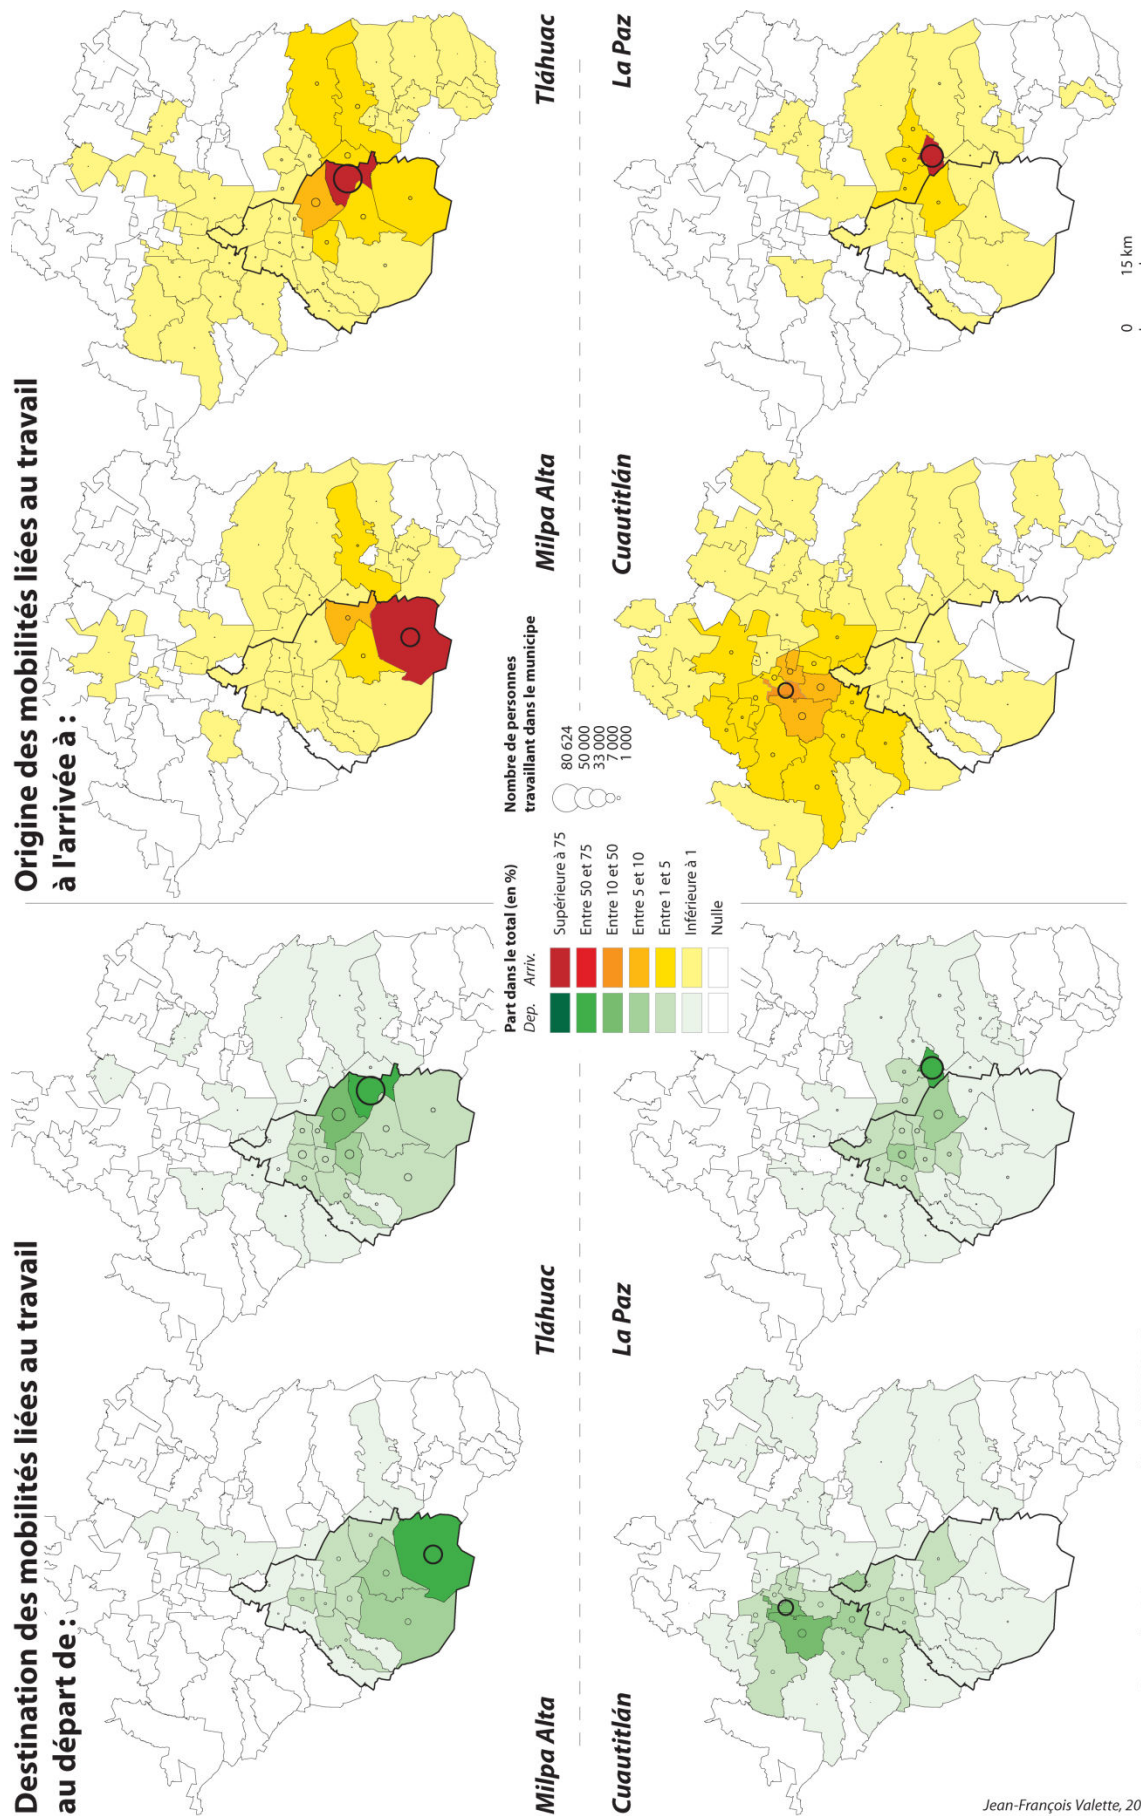 Destination des mobilités liées au travail
au départ de :
Origine des mobilités liées au travail
à l'arrivée à :
Milpa Alta
Tláhuac
Milpa Alta
Tláhuac
Part dans le total (en %)
Dep. Arriv.
Supérieure à 75
Entre 50 et 75
Entre 10 et 50
Entre 5 et 10
Entre 1 et 5
Inférieure à 1
Nulle
Nombre de personnes
travaillant dans le municipe
80 624
50 000
33 000
7 000
1 000
Cuautitlán
La Paz
Cuautitlán
La Paz
0 15 km
Jean-François Valette, 20